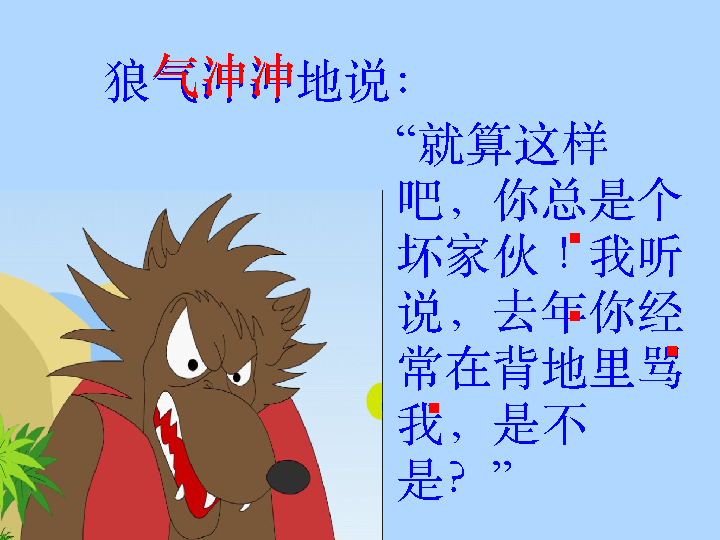 狼气冲冲地说：
“就算这样
吧，你总是个
坏家伙！我听
说，去年你经
常在背地里骂
我，是不
是？”